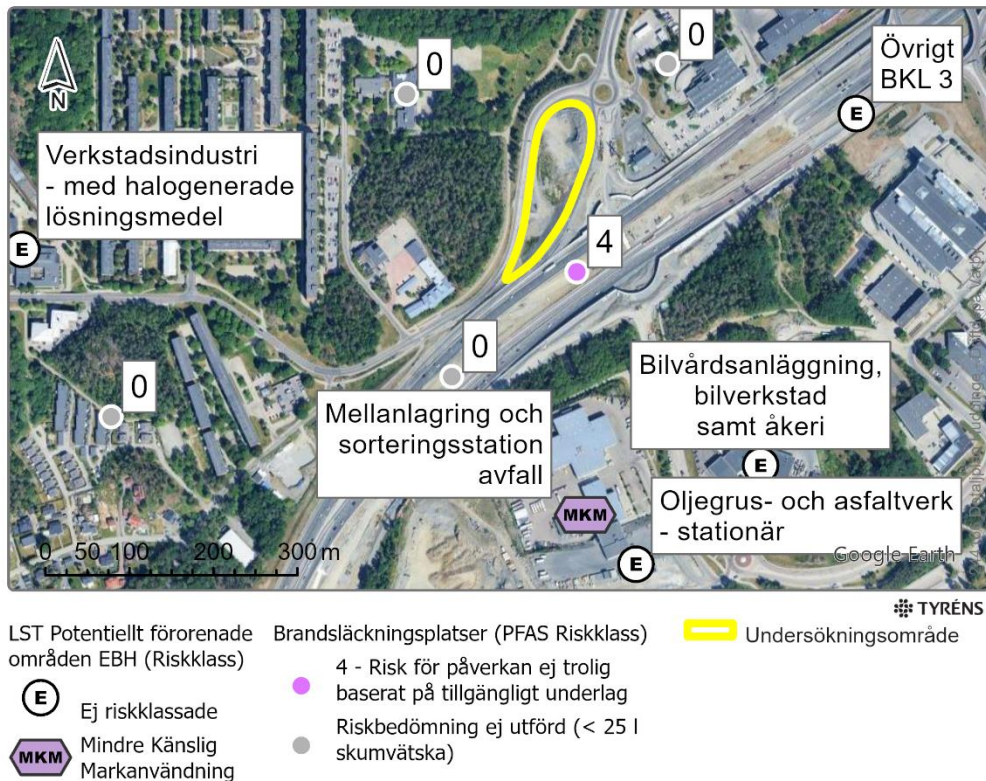 0
0
Övrigt
BKL 3
E
N
Verkstadsindustri
- med halogenerade
lösningsmedel
E
4
0
0
Mellanlagring och
sorteringsstation
avfall
Bilvårdsanläggning,
bilverkstad
samt åkeri
E
MKM
Oljegrus- och asfaltverk
- stationär
E
0 50 100 200 300 m
Google Earth
TYRÉNS
LST Potentiellt förorenade
områden EBH (Riskklass)
E
Ej riskklassade
MKM
Mindre Känslig
Markanvändning
Brandsläckningsplatser (PFAS Riskklass)
4 - Risk för påverkan ej trolig
baserat på tillgängligt underlag
Riskbedömning ej utförd (< 25 l
skumvätska)
Undersökningsområde